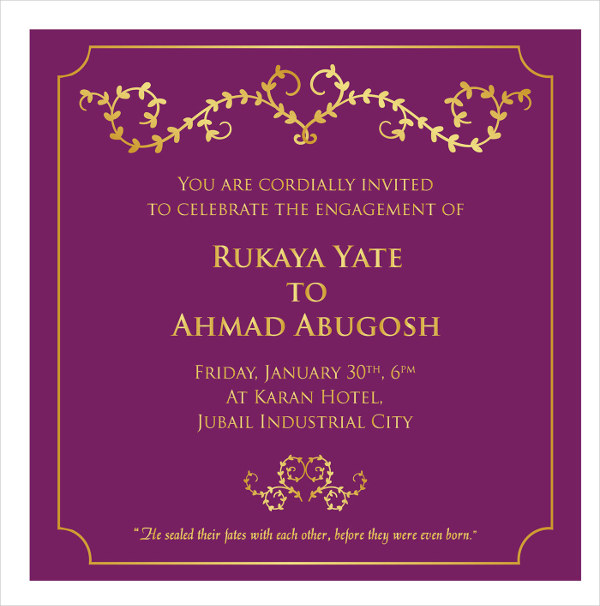 You are cordially invited
to celebrate the engagement of
Rukaya Yate
to
Ahmad Abugosh
Friday, January 30th, 6pm
At Karan Hotel,
Jubail Industrial City
"He sealed their fates with each other, before they were even born."